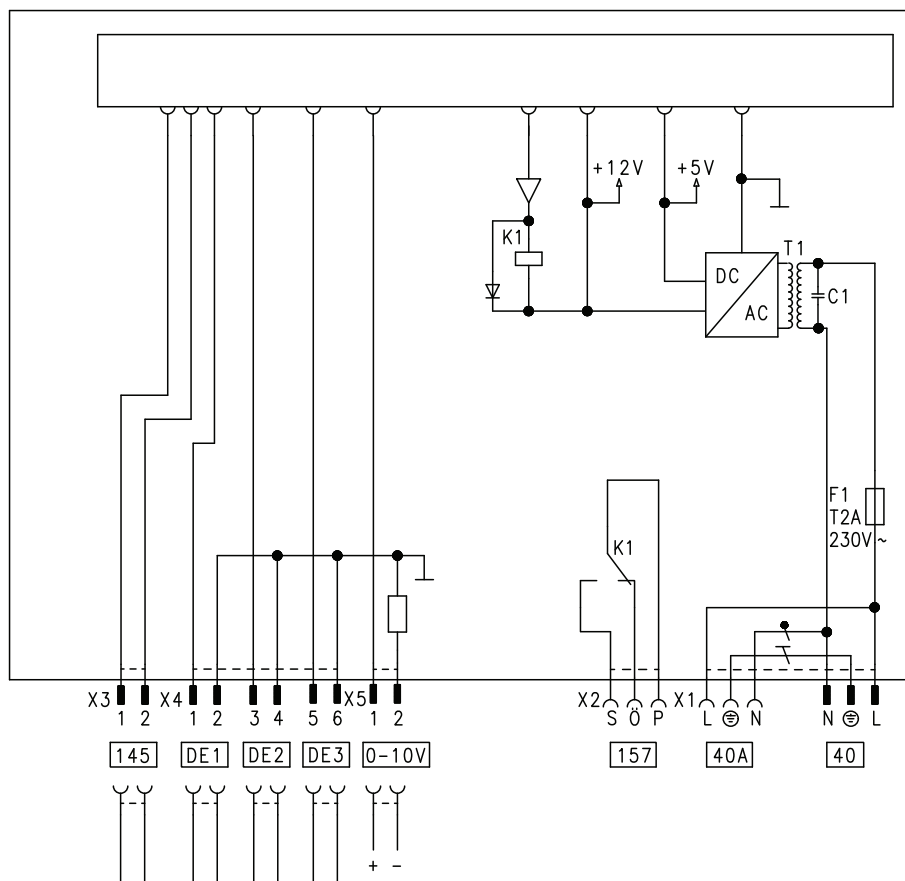 +12V
+5V
K1
T1
DC
AC
C1
F1
T2A
230V ~
K1
X3
X4
X5
X2
X1
1
2
1
2
3
4
5
6
1
2
S
Ö
P
L
N
N
L
145
DE1
DE2
DE3
0-10V
157
40A
40
+
-